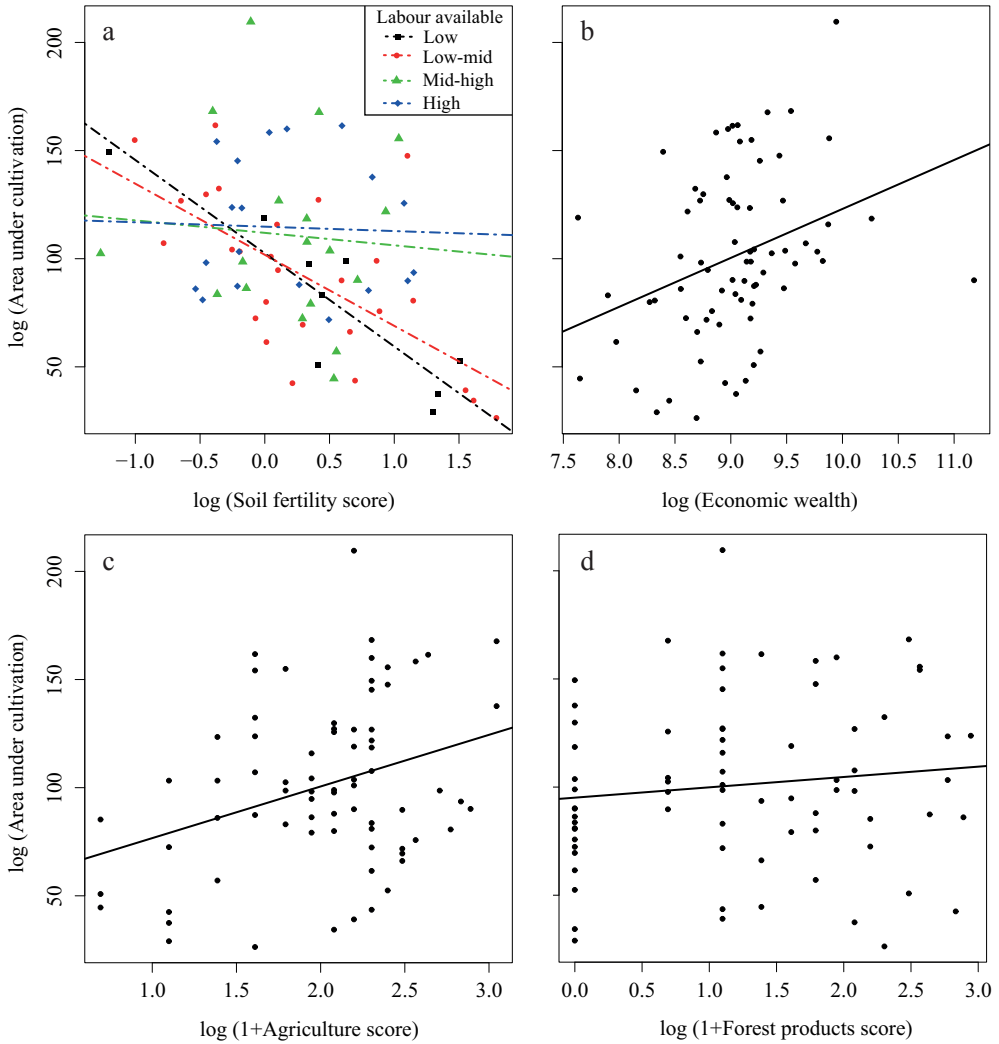 a
Labour available
Low
Low-mid
Mid-high
High
log (Area under cultivation)
200
150
100
50
−1.0 −0.5 0.0 0.5 1.0 1.5
log (Soil fertility score)
b
7.5 8.0 8.5 9.0 9.5 10.0 10.5 11.0
log (Economic wealth)
c
log (Area under cultivation)
200
150
100
50
1.0 1.5 2.0 2.5 3.0
log (1+Agriculture score)
d
0.0 0.5 1.0 1.5 2.0 2.5 3.0
log (1+Forest products score)